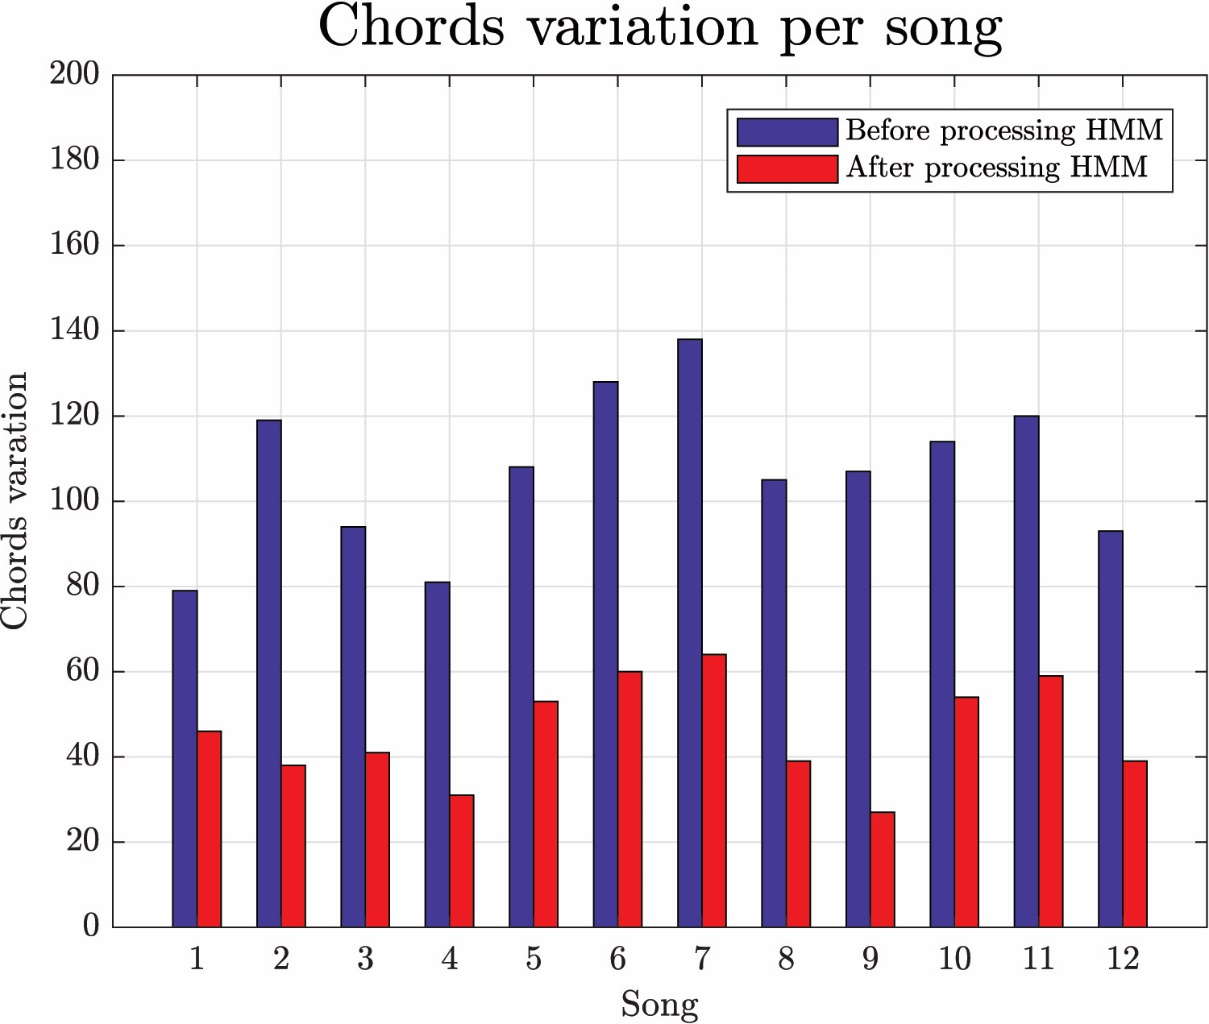 Chords variation per song
200
180
160
140
120
100
80
60
40
20
0
Chords varation
Before processing HMM
After processing HMM
1 2 3 4 5 6 7 8 9 10 11 12
Song